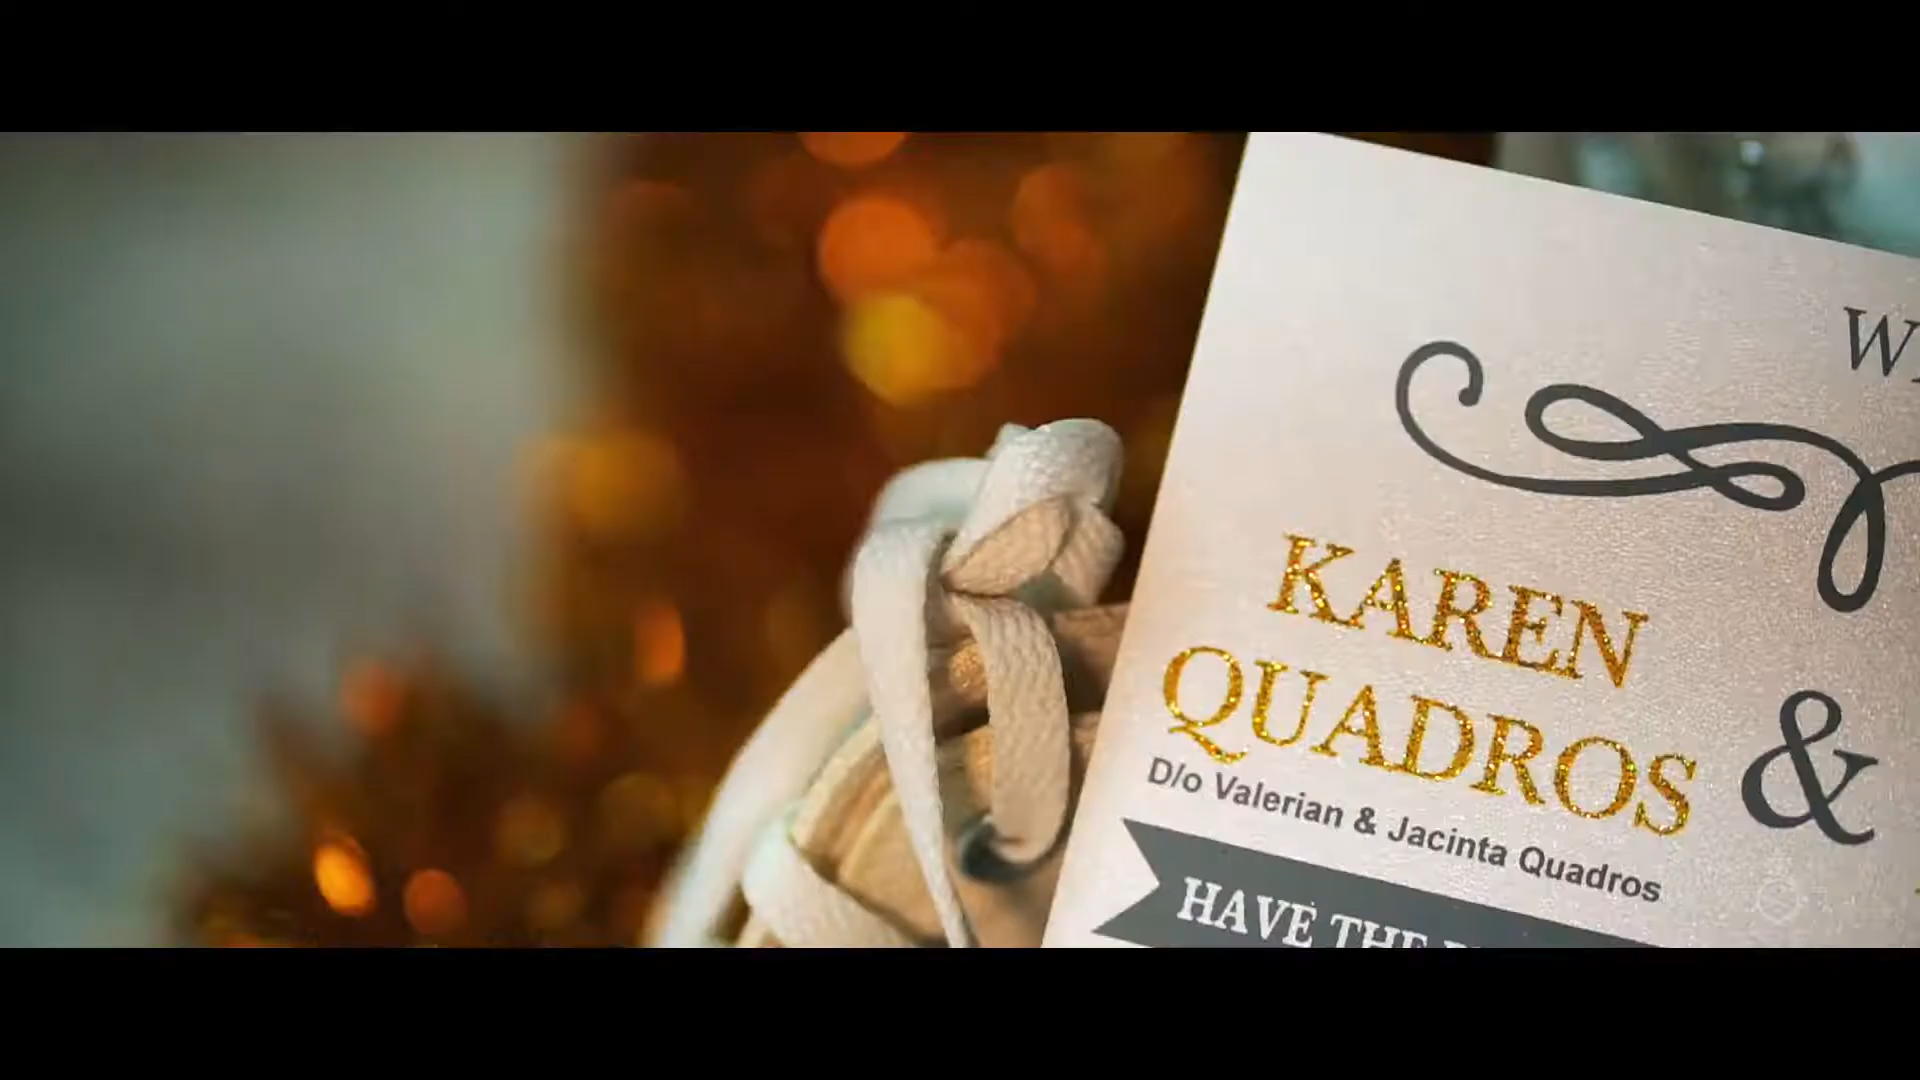 KAREN
QUADROS
&
D/o Valerian & Jacinta Quadros
HAVE THE